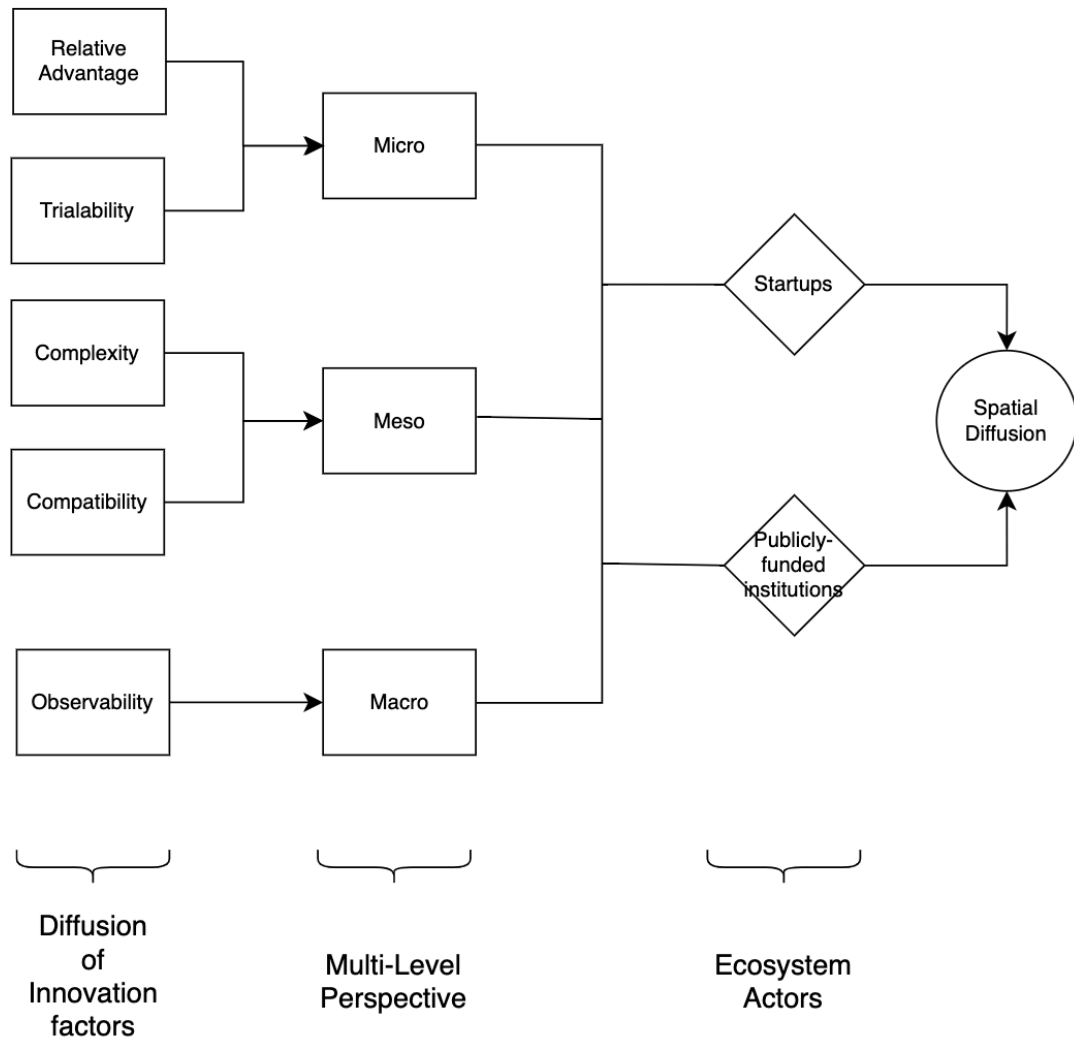 Relative
Advantage
Trialability
Complexity
Compatibility
Observability
Micro
Meso
Macro
Startups
Publicly-
funded
institutions
Spatial
Diffusion
Diffusion
of
Innovation
factors
Multi-Level
Perspective
Ecosystem
Actors